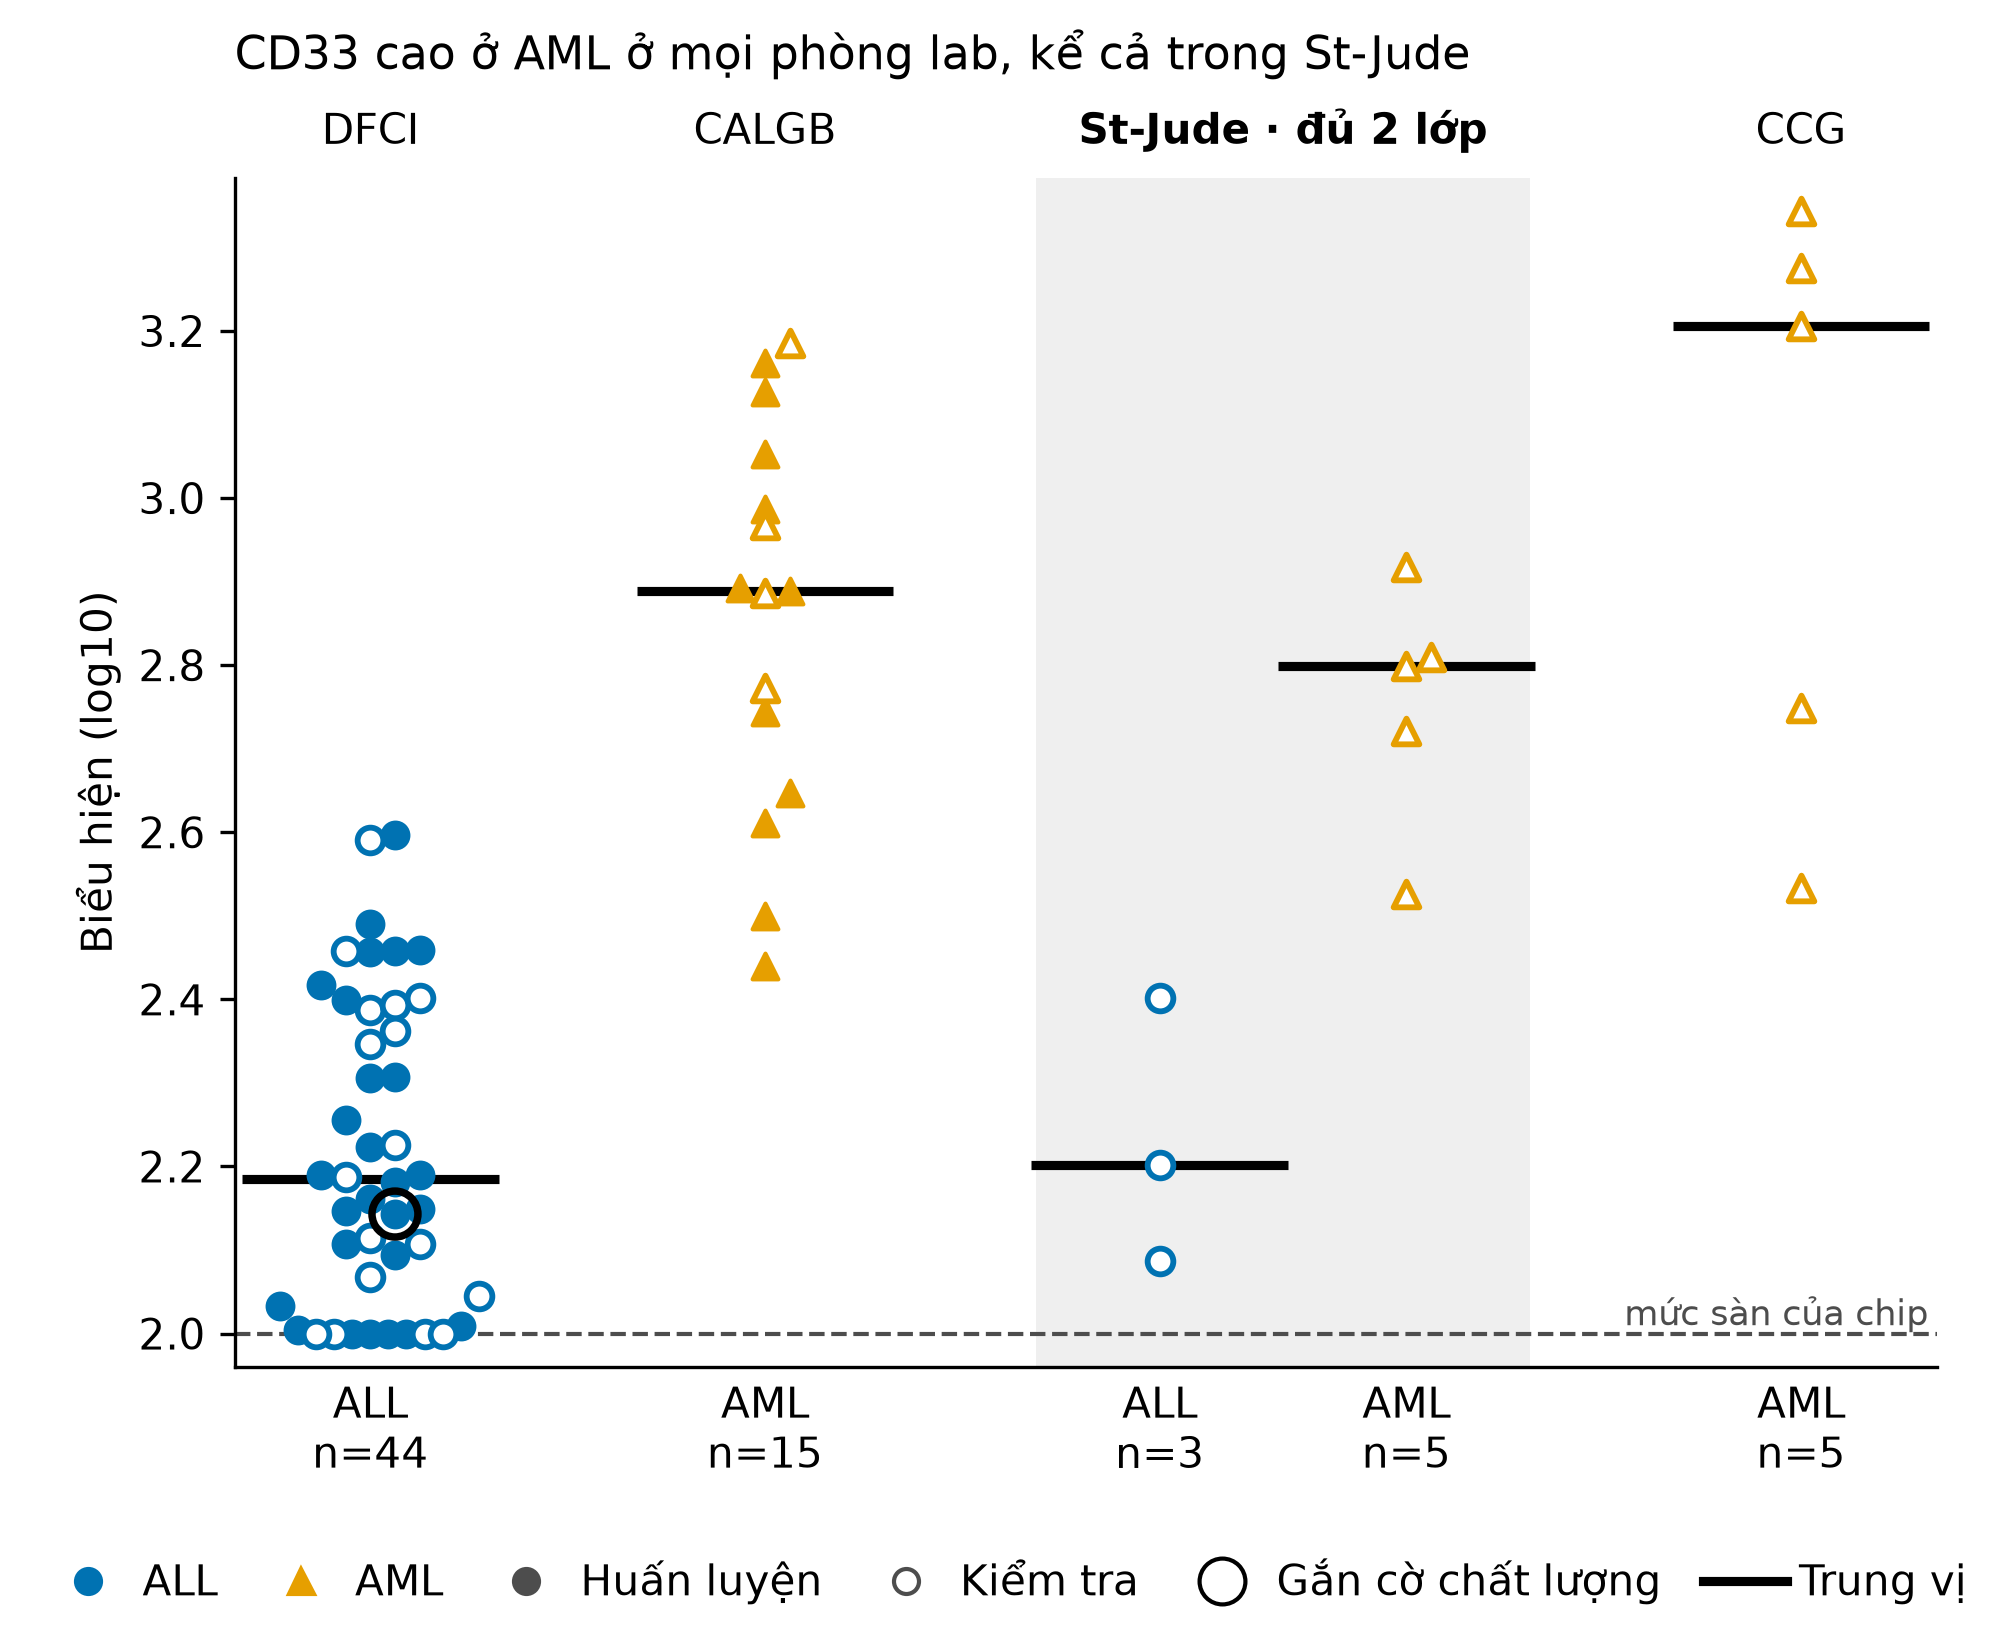 CD33 cao ở AML ở mọi phòng lab, kể cả trong St-Jude
DFCI
CALGB
St-Jude · đủ 2 lớp
CCG
Biểu hiện (log10)
3.2
3.0
2.8
2.6
2.4
2.2
2.0
mức sàn của chip
ALL
n=44
AML
n=15
ALL
n=3
AML
n=5
AML
n=5
ALL
AML
Huấn luyện
Kiểm tra
Gắn cờ chất lượng
Trung vị